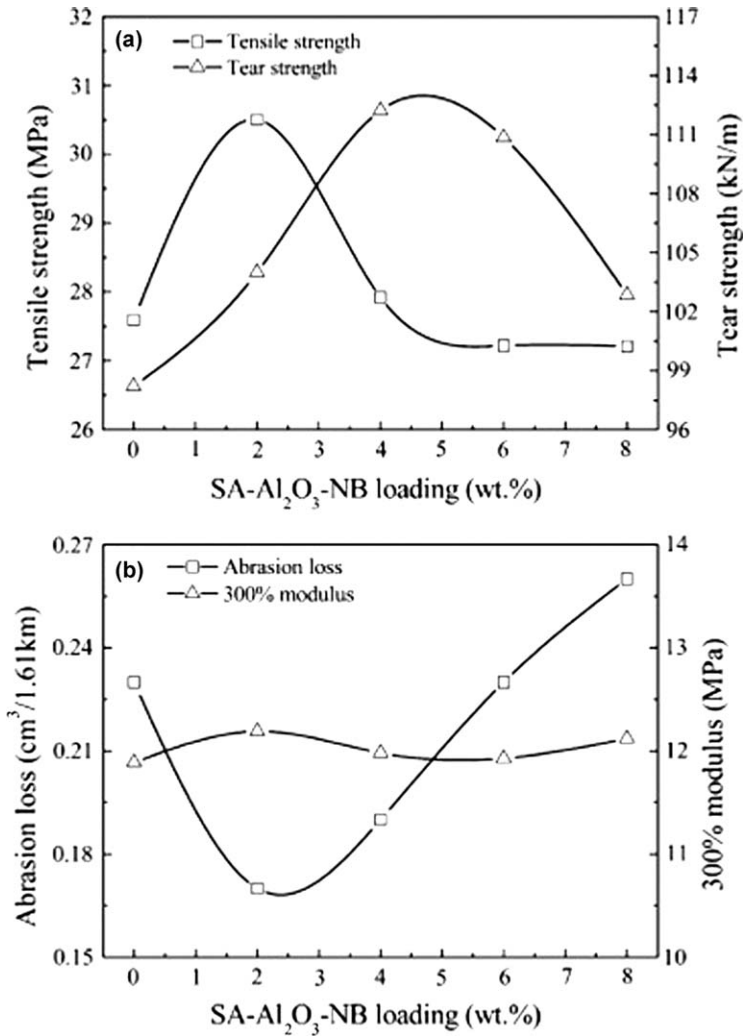 (a)
Tensile strength
Tear strength
Tensile strength (MPa)
32
31
30
29
28
27
26
Tear strength (kN/m)
117
114
111
108
105
102
99
96
0 1 2 3 4 5 6 7 8
SA-Al₂O₃-NB loading (wt.%)
(b)
Abrasion loss
300% modulus
Abrasion loss (cm³/1.61km)
0.27
0.24
0.21
0.18
0.15
300% modulus (MPa)
14
13
12
11
10
0 1 2 3 4 5 6 7 8
SA-Al₂O₃-NB loading (wt.%)